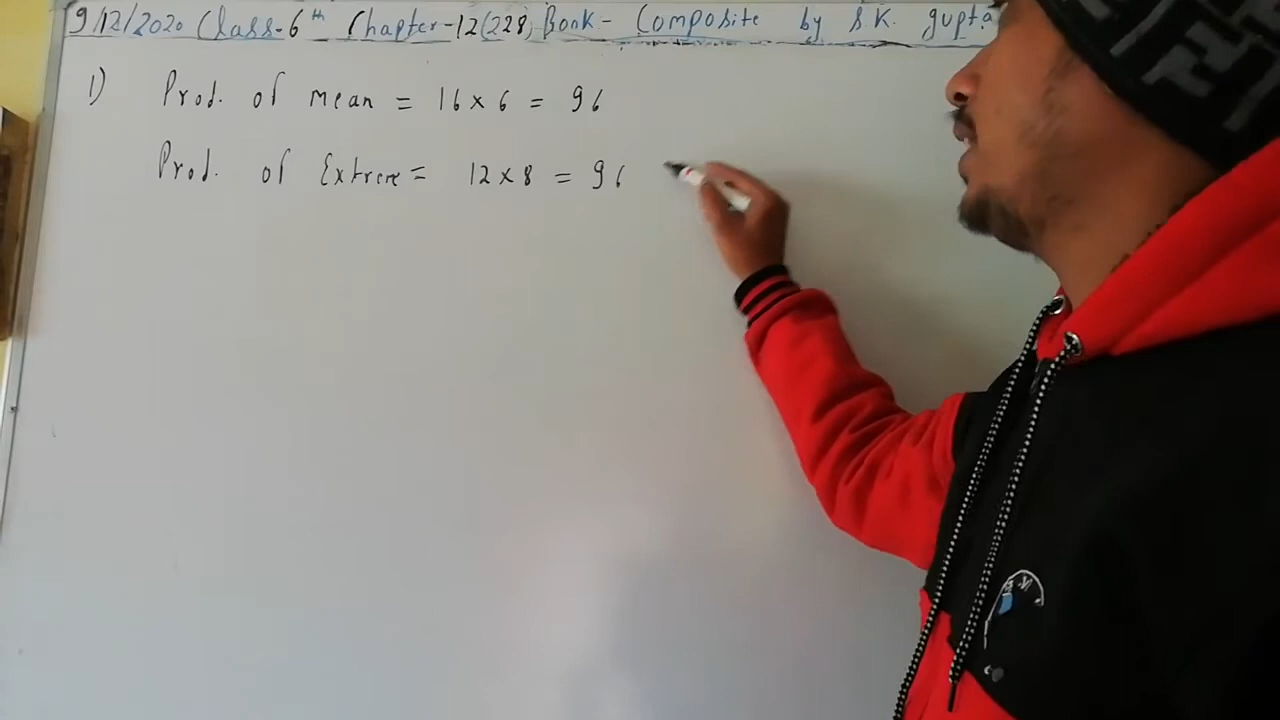 9/12/2020 Class-6th Chapter-12(228) Book- Composite by S.K. gupta
1) Prod. of mean = 16 × 6 = 96
Prod. of Extreme = 12 × 8 = 96